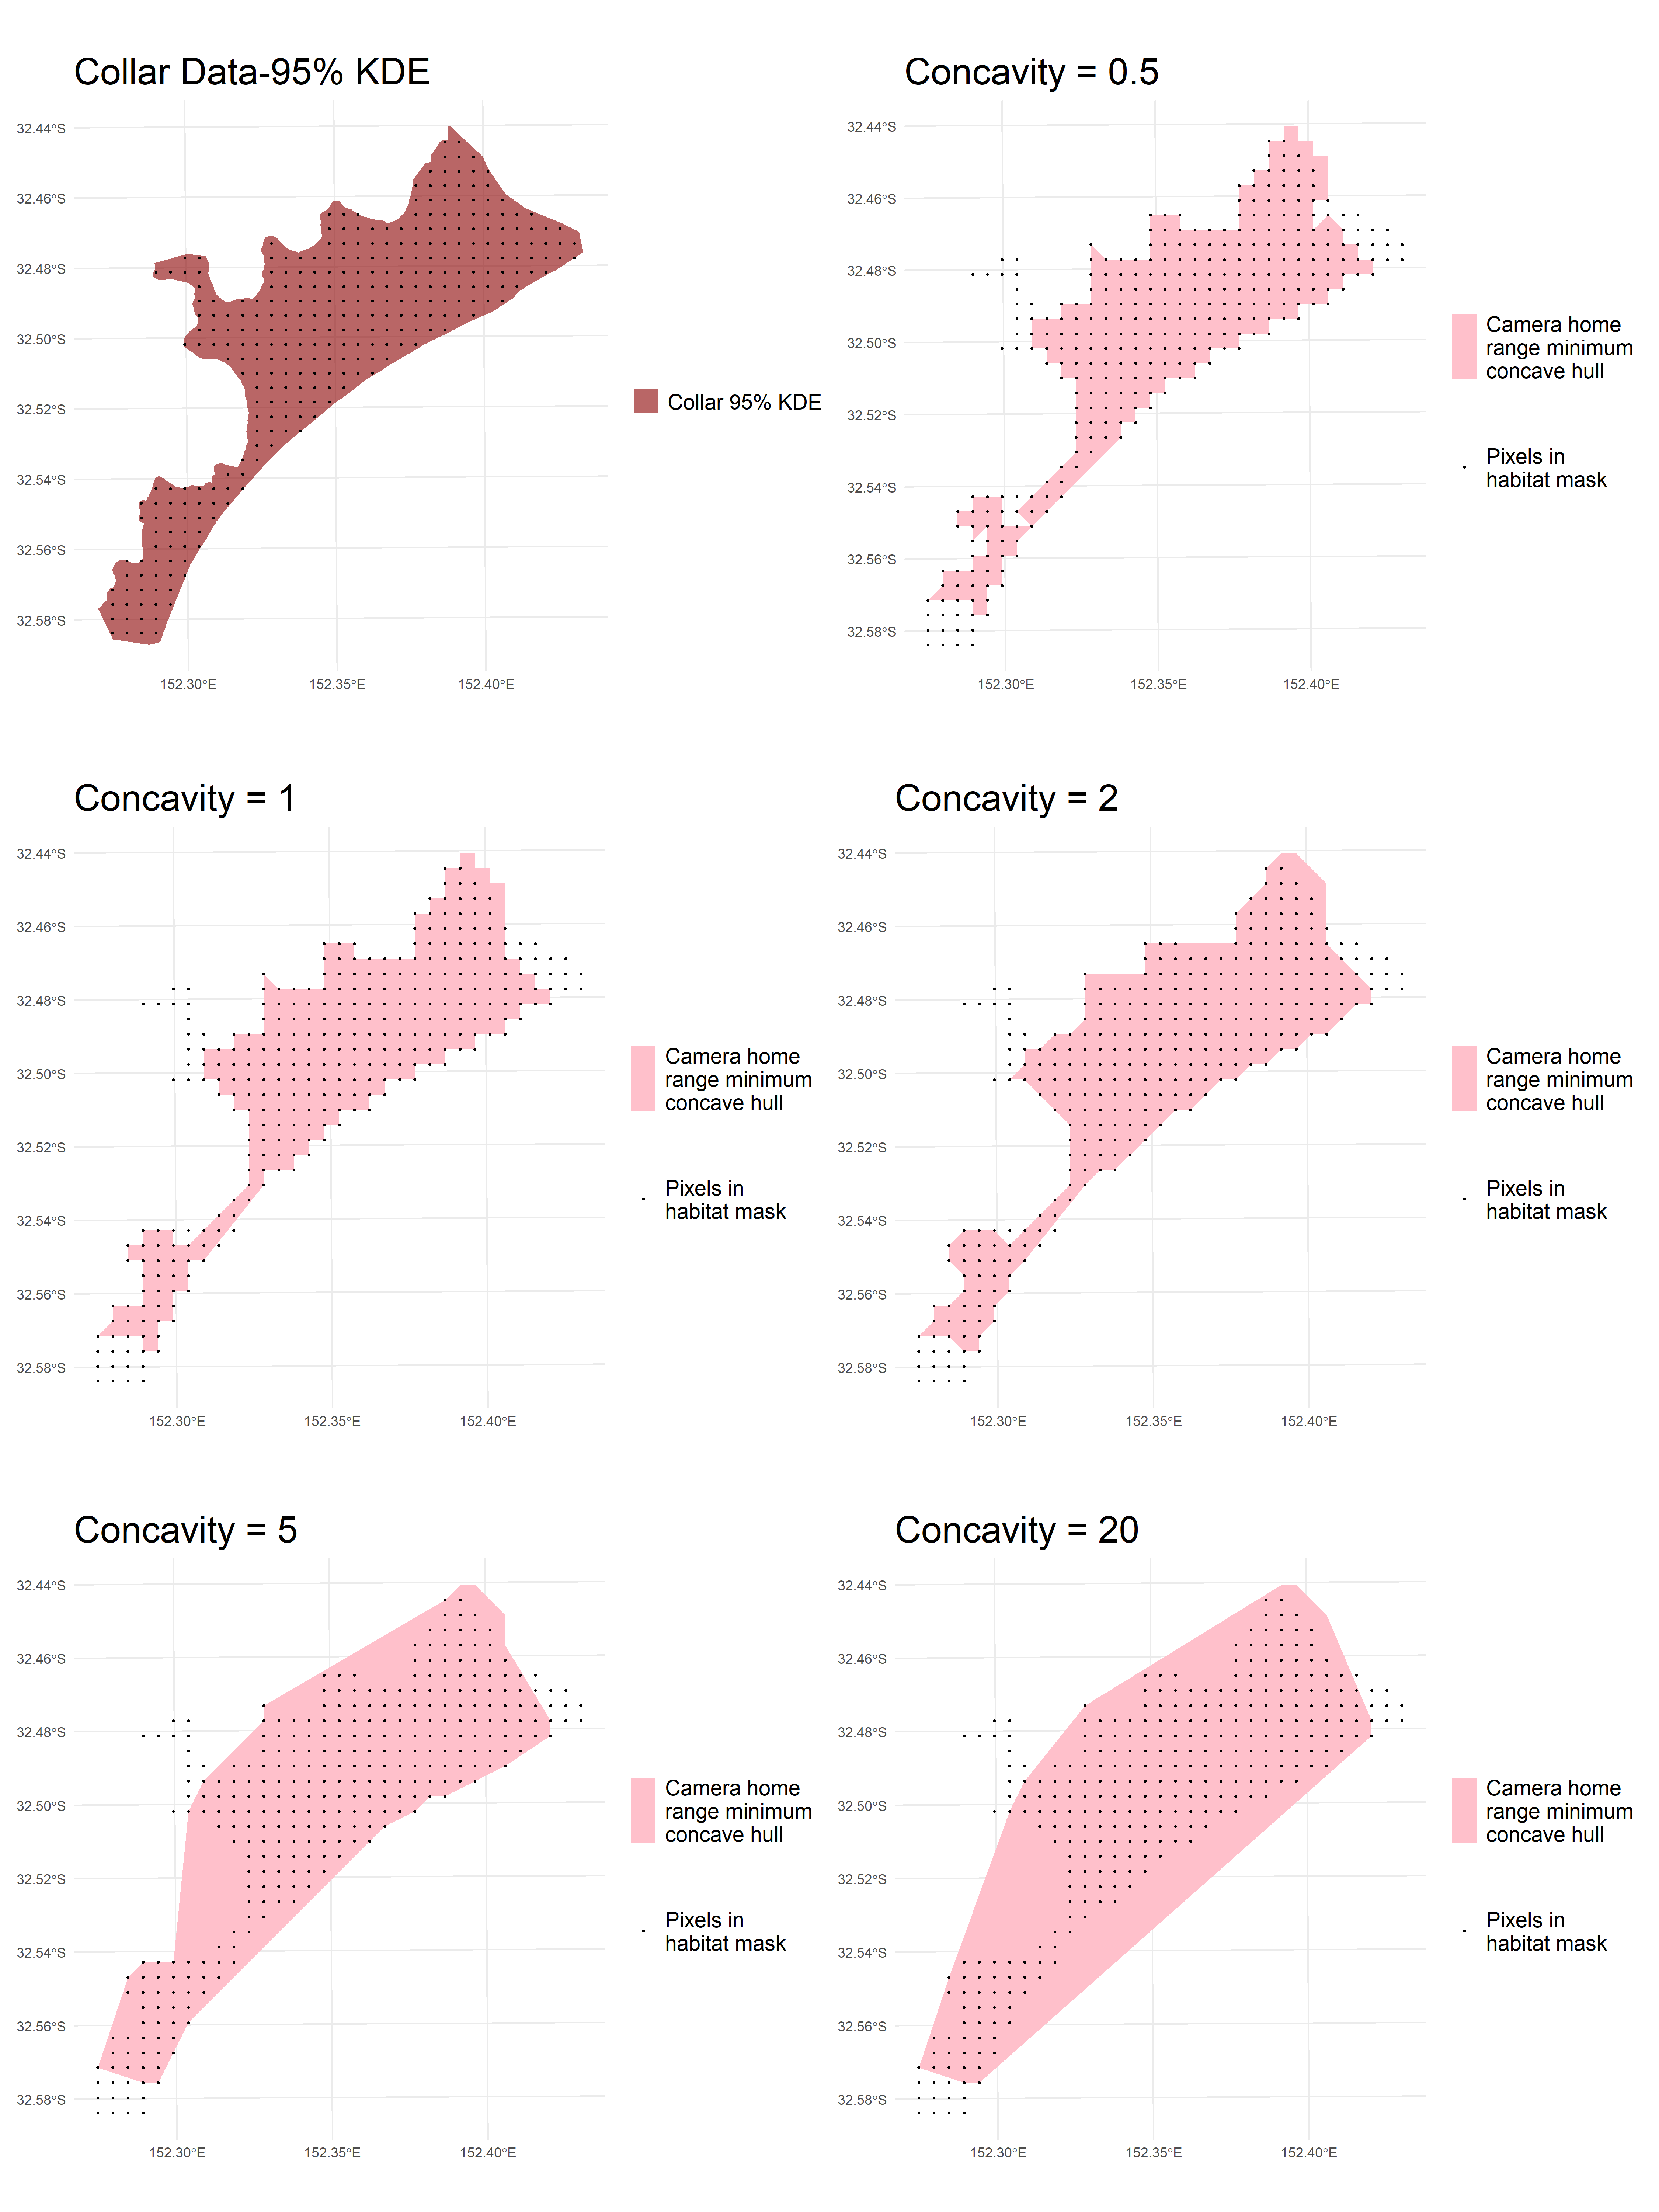 Collar Data-95% KDE
32.44°S
32.46°S
32.48°S
32.50°S
32.52°S
32.54°S
32.56°S
32.58°S
152.30°E 152.35°E 152.40°E
Collar 95% KDE
Concavity = 0.5
32.44°S
32.46°S
32.48°S
32.50°S
32.52°S
32.54°S
32.56°S
32.58°S
152.30°E 152.35°E 152.40°E
Camera home
range minimum
concave hull
Pixels in
habitat mask
Concavity = 1
32.44°S
32.46°S
32.48°S
32.50°S
32.52°S
32.54°S
32.56°S
32.58°S
152.30°E 152.35°E 152.40°E
Camera home
range minimum
concave hull
Pixels in
habitat mask
Concavity = 2
32.44°S
32.46°S
32.48°S
32.50°S
32.52°S
32.54°S
32.56°S
32.58°S
152.30°E 152.35°E 152.40°E
Camera home
range minimum
concave hull
Pixels in
habitat mask
Concavity = 5
32.44°S
32.46°S
32.48°S
32.50°S
32.52°S
32.54°S
32.56°S
32.58°S
152.30°E 152.35°E 152.40°E
Camera home
range minimum
concave hull
Pixels in
habitat mask
Concavity = 20
32.44°S
32.46°S
32.48°S
32.50°S
32.52°S
32.54°S
32.56°S
32.58°S
152.30°E 152.35°E 152.40°E
Camera home
range minimum
concave hull
Pixels in
habitat mask